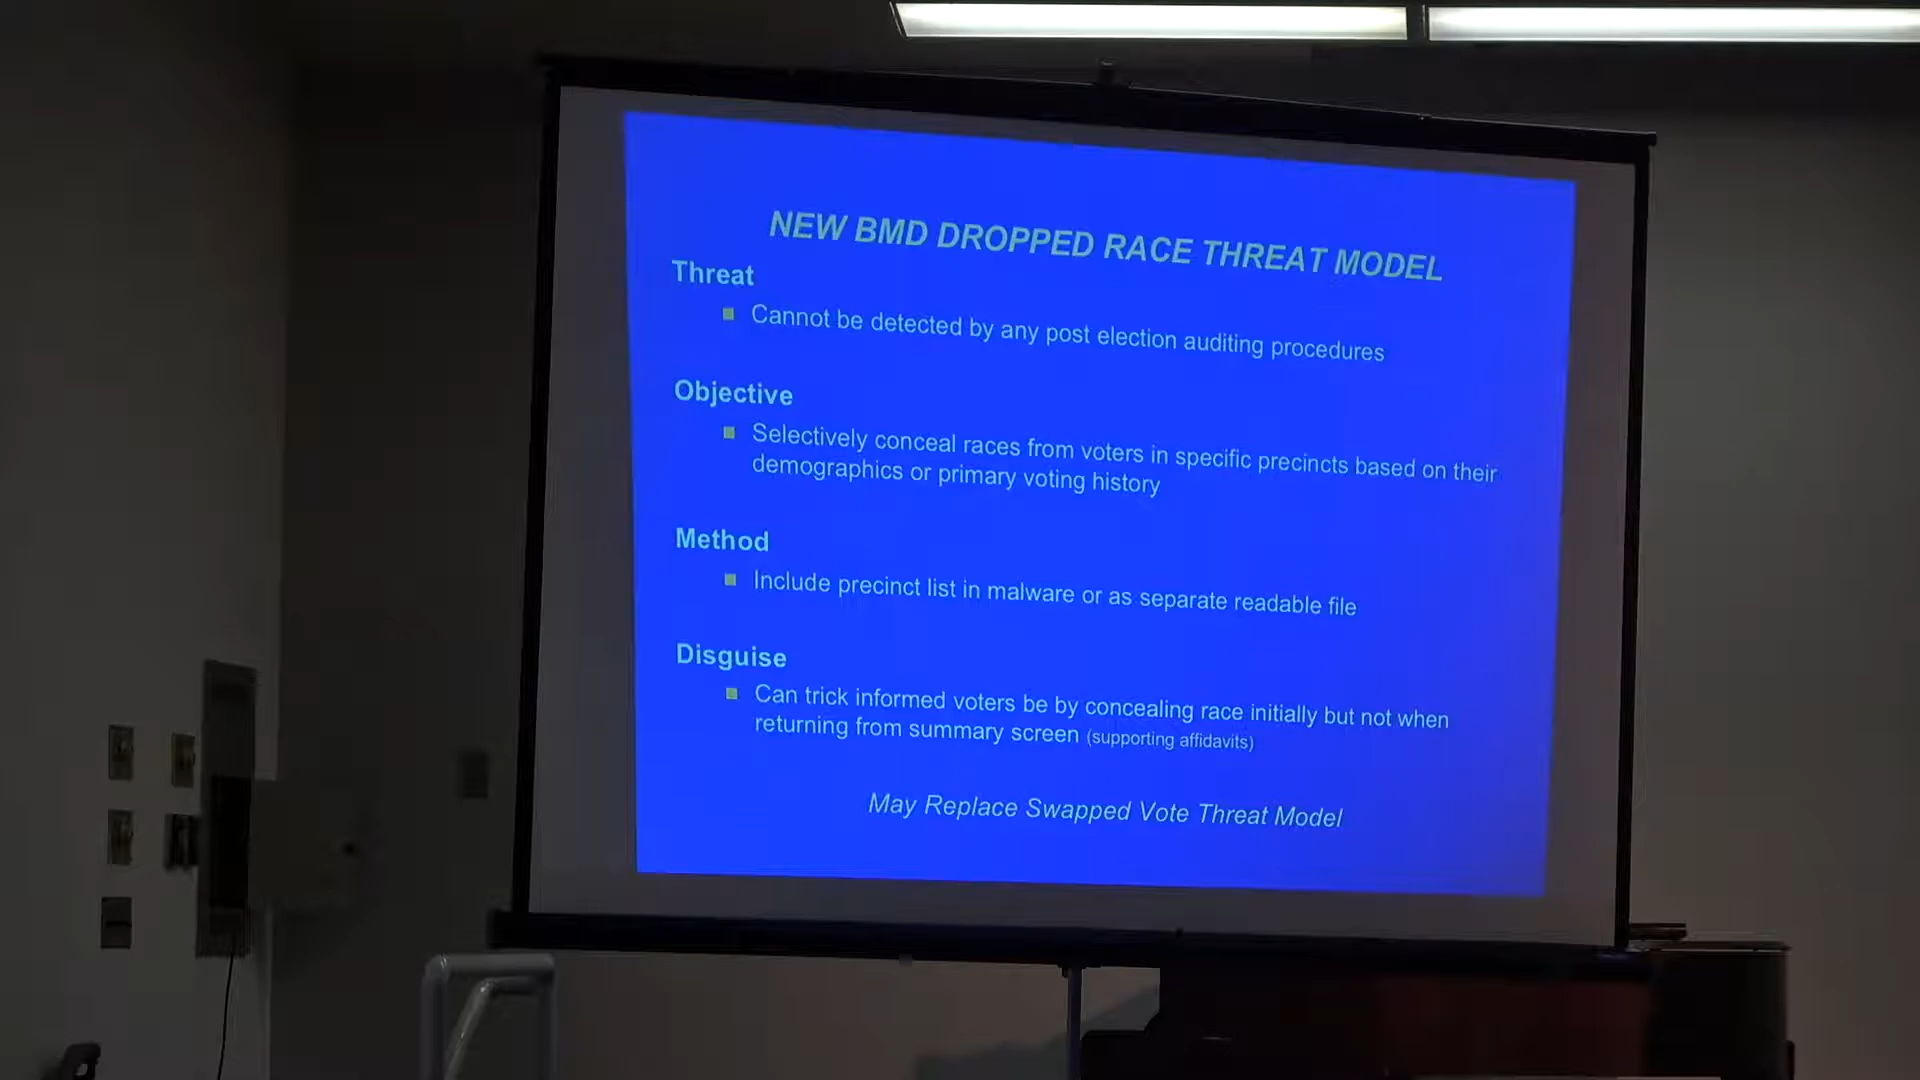 NEW BMD DROPPED RACE THREAT MODEL
Threat
Cannot be detected by any post election auditing procedures
Objective
Selectively conceal races from voters in specific precincts based on their
demographics or primary voting history
Method
Include precinct list in malware or as separate readable file
Disguise
Can trick informed voters be by concealing race initially but not when
returning from summary screen (supporting affidavits)
May Replace Swapped Vote Threat Model